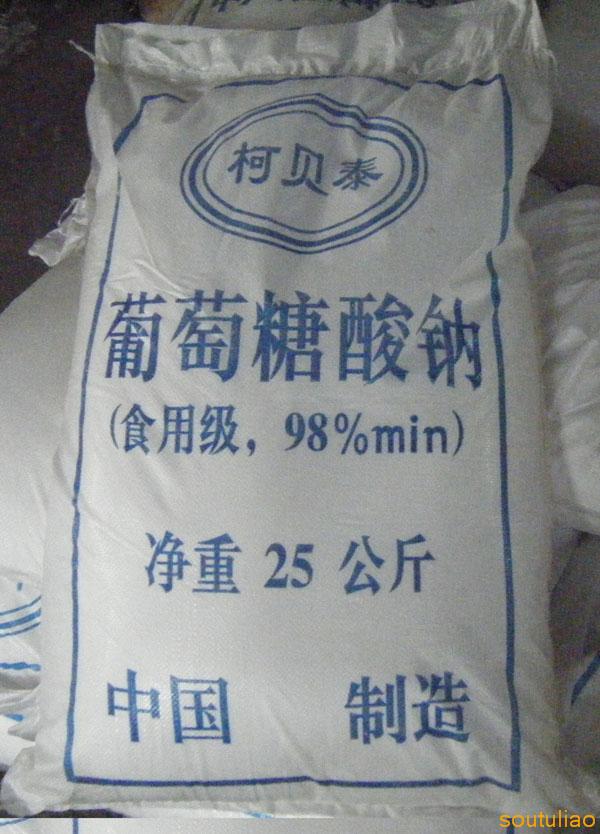 柯贝泰
葡萄糖酸钠
(食用级，98%min)
净重 25 公斤
中国 制造
soutuliao